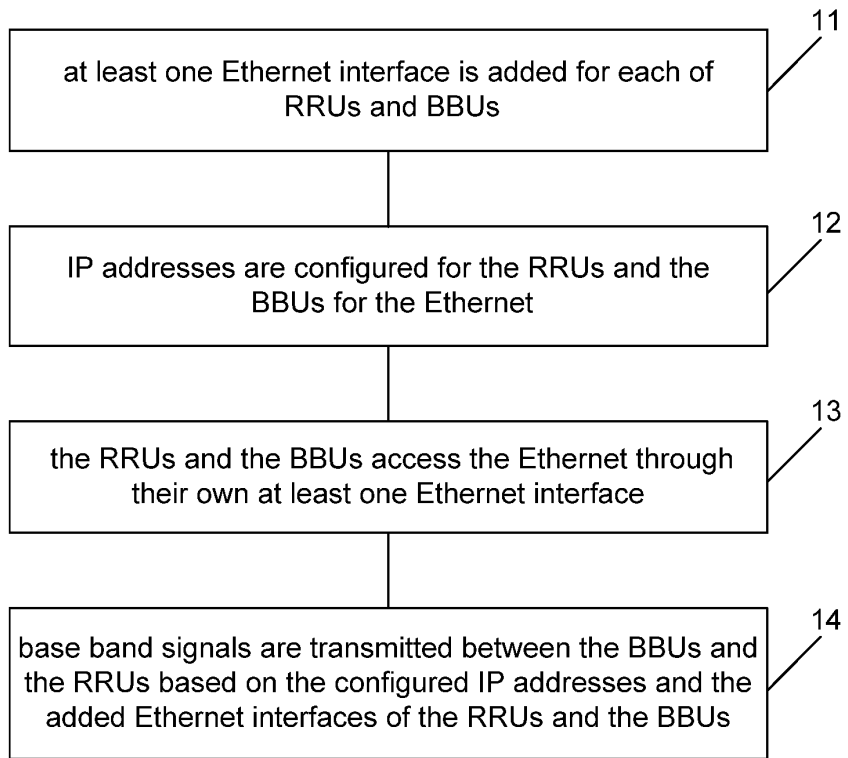 11
at least one Ethernet interface is added for each of
RRUs and BBUs
12
IP addresses are configured for the RRUs and the
BBUs for the Ethernet
13
the RRUs and the BBUs access the Ethernet through
their own at least one Ethernet interface
14
base band signals are transmitted between the BBUs and
the RRUs based on the configured IP addresses and the
added Ethernet interfaces of the RRUs and the BBUs